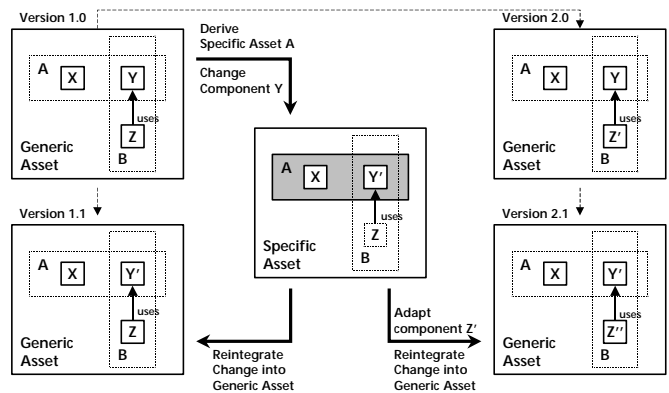 Version 1.0
A
X
Y
uses
Z
B
Generic
Asset
Derive
Specific Asset A
Change
Component Y
Version 2.0
A
X
Y
uses
Z'
B
Generic
Asset
A
X
Y'
uses
Z
B
Specific
Asset
Version 1.1
A
X
Y'
uses
Z
B
Generic
Asset
Version 2.1
A
X
Y'
uses
Z''
B
Generic
Asset
Reintegrate
Change into
Generic Asset
Adapt
component Z'
Reintegrate
Change into
Generic Asset